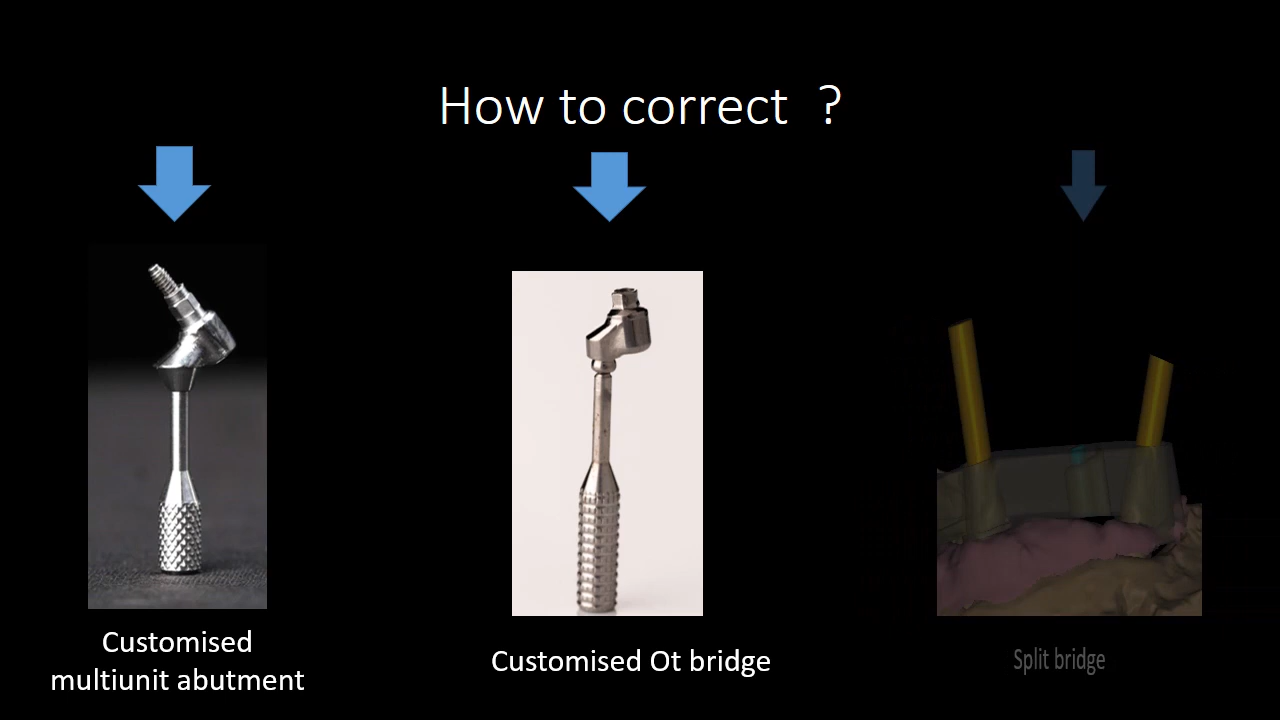 How to correct  ?
Customised
multiunit abutment
Customised Ot bridge
Split bridge